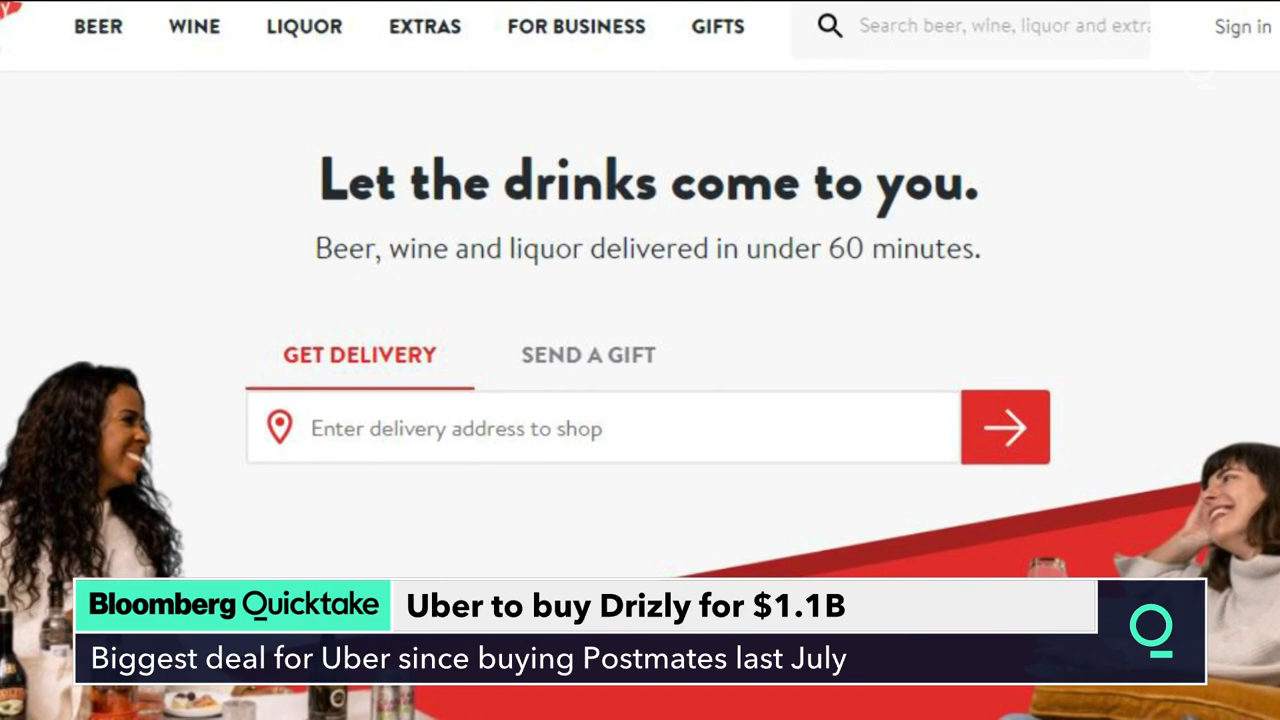 BEER WINE LIQUOR EXTRAS FOR BUSINESS GIFTS Search beer, wine, liquor and extra Sign in
Let the drinks come to you.
Beer, wine and liquor delivered in under 60 minutes.
GET DELIVERY SEND A GIFT
Enter delivery address to shop
Bloomberg Quicktake Uber to buy Drizly for $1.1B
Biggest deal for Uber since buying Postmates last July